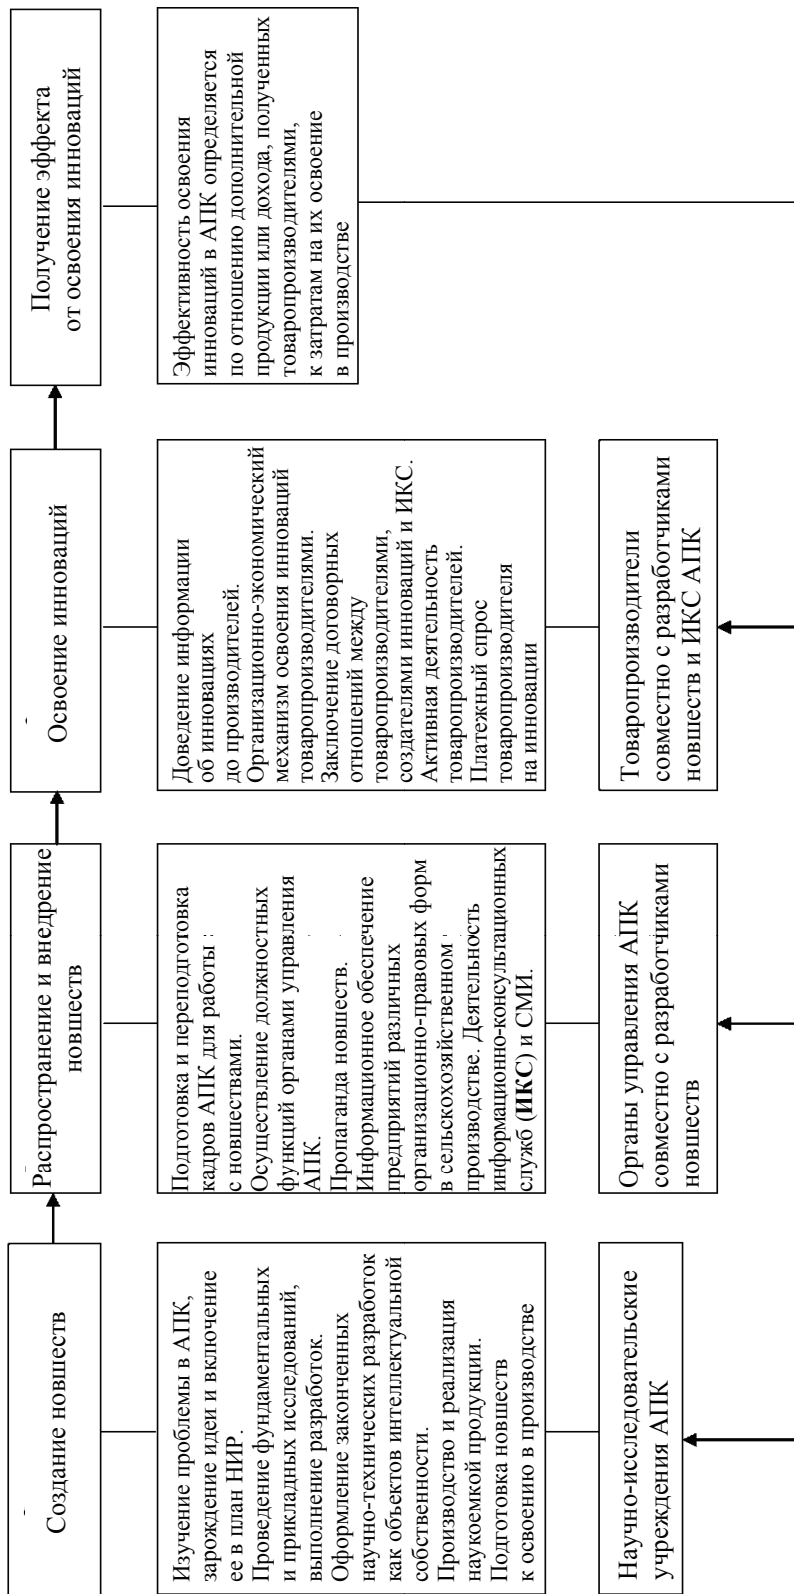 Создание новшеств
Распространение и внедрение
новшеств
Освоение инноваций
Получение эффекта
от освоения инноваций
Изучение проблемы в АПК,
зарождение идеи и включение
ее в план НИР.
Проведение фундаментальных
и прикладных исследований,
выполнение разработок.
Оформление законченных
научно-технических разработок
как объектов интеллектуальной
собственности.
Производство и реализация
наукоемкой продукции.
Подготовка новшеств
к освоению в производстве
Подготовка и переподготовка
кадров АПК для работы
с новшествами.
Осуществление должностных
функций органами управления
АПК.
Пропаганда новшеств.
Информационное обеспечение
предприятий различных
организационно-правовых форм
в сельскохозяйственном
производстве. Деятельность
информационно-консультационных
служб (ИКС) и СМИ.
Доведение информации
об инновациях
до производителей.
Организационно-экономический
механизм освоения инноваций
товаропроизводителями.
Заключение договорных
отношений между
товаропроизводителями,
создателями инноваций и ИКС.
Активная деятельность
товаропроизводителей.
Платежный спрос
товаропроизводителя
на инновации
Эффективность освоения
инноваций в АПК определяется
по отношению дополнительной
продукции или дохода, полученных
товаропроизводителями,
к затратам на их освоение
в производстве
Научно-исследовательские
учреждения АПК
Органы управления АПК
совместно с разработчиками
новшеств
Товаропроизводители
совместно с разработчиками
новшеств и ИКС АПК